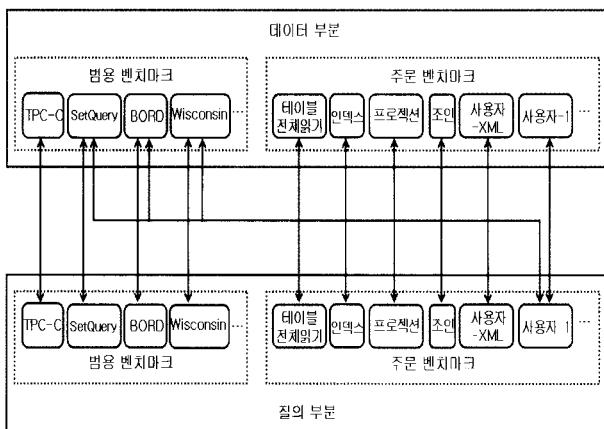 데이터 부분
범용 벤치마크
주문 벤치마크
TPC-C SetQuery BORD Wisconsin ...
테이블 전체읽기
인덱스
프로젝션
조인
사용자 -XML
사용자-1 ...
TPC-C SetQuery BORD Wisconsin ...
테이블 전체읽기
인덱스
프로젝션
조인
사용자 -XML
사용자 1 ...
범용 벤치마크
주문 벤치마크
질의 부분